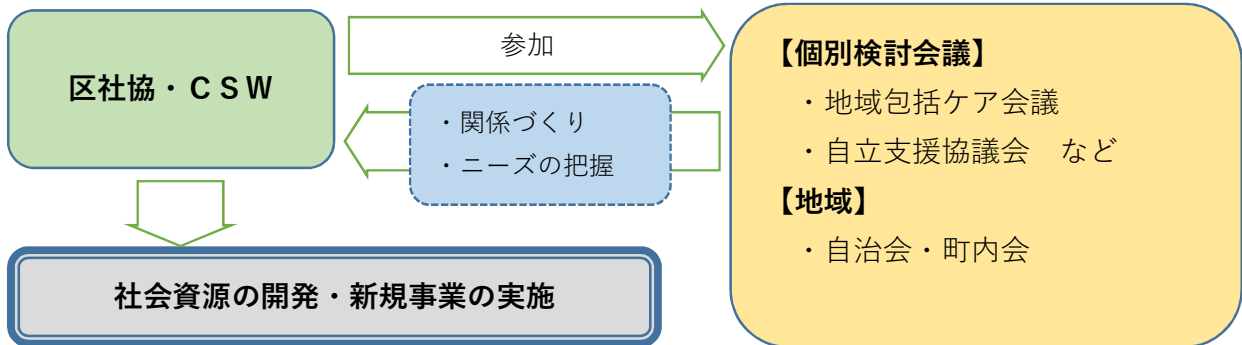 区社協・ＣＳＷ
参加
・関係づくり
・ニーズの把握
【個別検討会議】
・地域包括ケア会議
・自立支援協議会　など
【地域】
・自治会・町内会
社会資源の開発・新規事業の実施